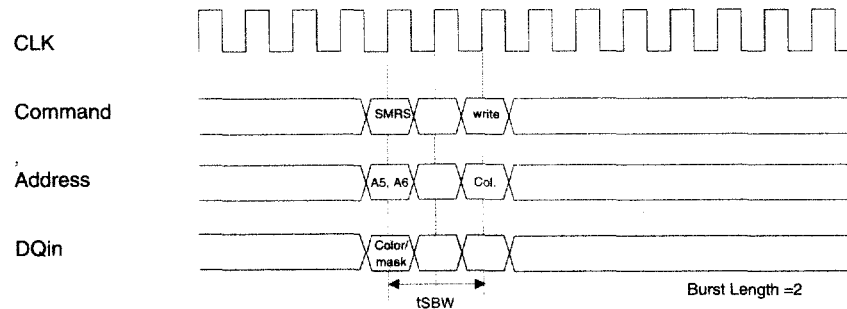 CLK
Command
SMRS
write
Address
A5, A6
Col.
DQin
Color/
mask
tSBW
Burst Length =2